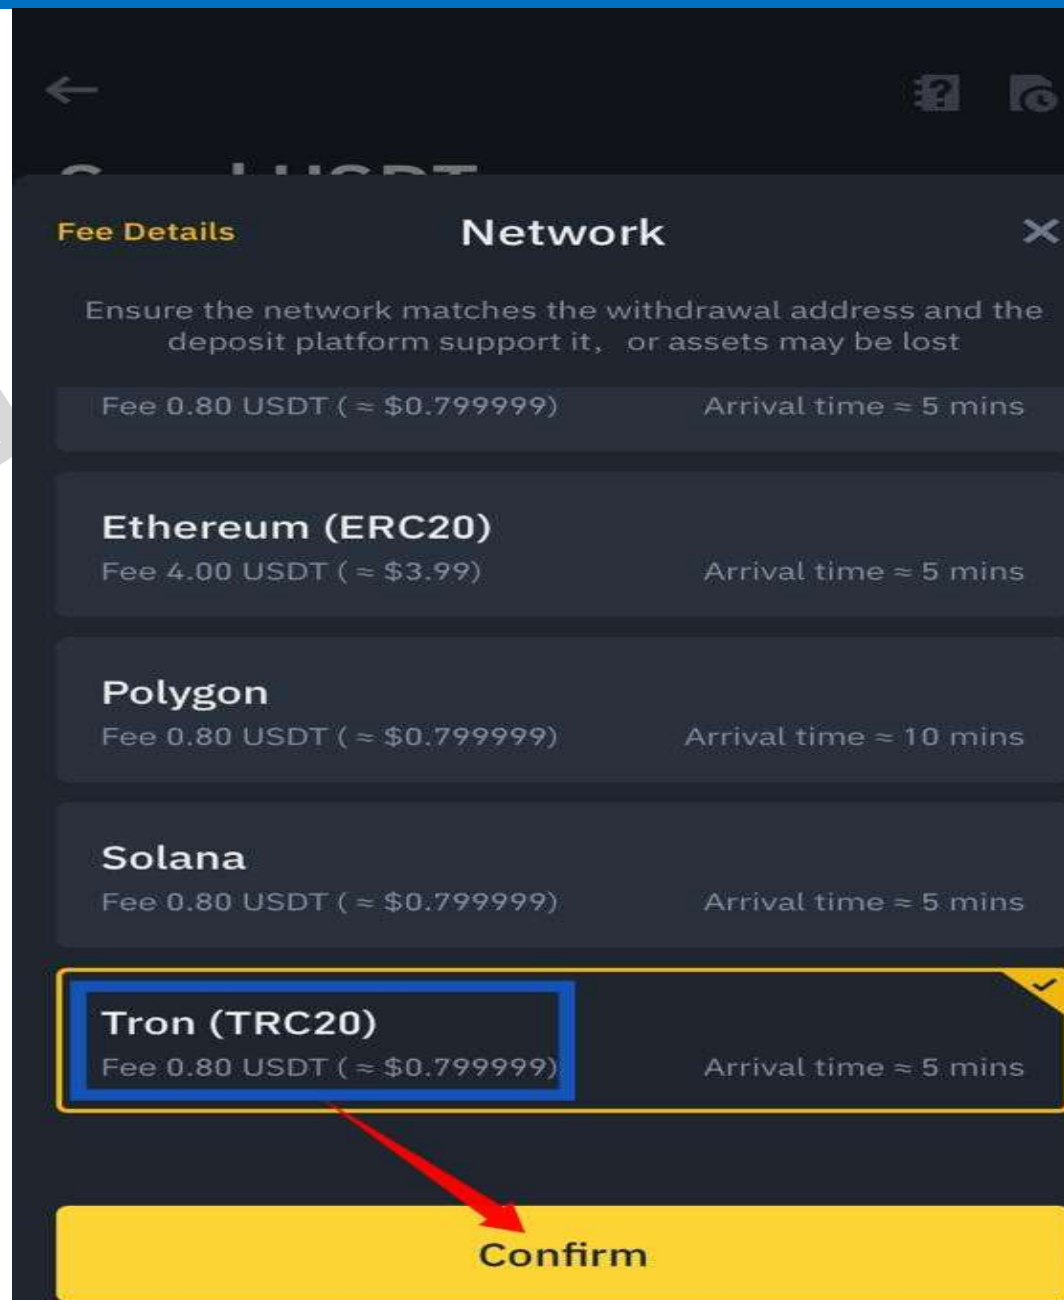 Send USDT
Fee Details
Network
Ensure the network matches the withdrawal address and the
deposit platform support it, or assets may be lost
Fee 0.80 USDT ( ≈ $0.799999)
Arrival time ≈ 5 mins
Ethereum (ERC20)
Fee 4.00 USDT ( ≈ $3.99)
Arrival time ≈ 5 mins
Polygon
Fee 0.80 USDT ( ≈ $0.799999)
Arrival time ≈ 10 mins
Solana
Fee 0.80 USDT ( ≈ $0.799999)
Arrival time ≈ 5 mins
Tron (TRC20)
Fee 0.80 USDT ( ≈ $0.799999)
Arrival time ≈ 5 mins
Confirm